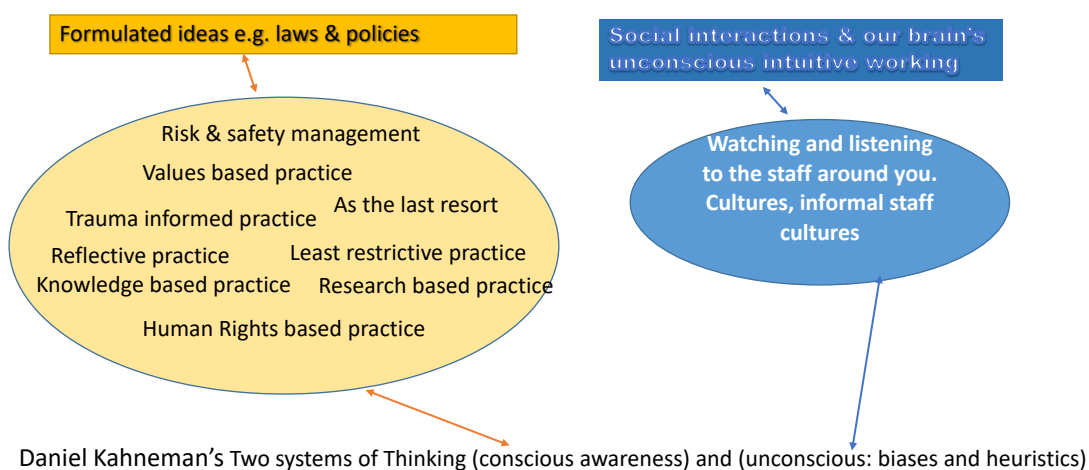 Formulated ideas e.g. laws & policies
Social interactions & our brain's
unconscious intuitive working
Risk & safety management
Values based practice
As the last resort
Trauma informed practice
Reflective practice
Least restrictive practice
Knowledge based practice
Research based practice
Human Rights based practice
Watching and listening
to the staff around you.
Cultures, informal staff
cultures
Daniel Kahneman's Two systems of Thinking (conscious awareness) and (unconscious: biases and heuristics)